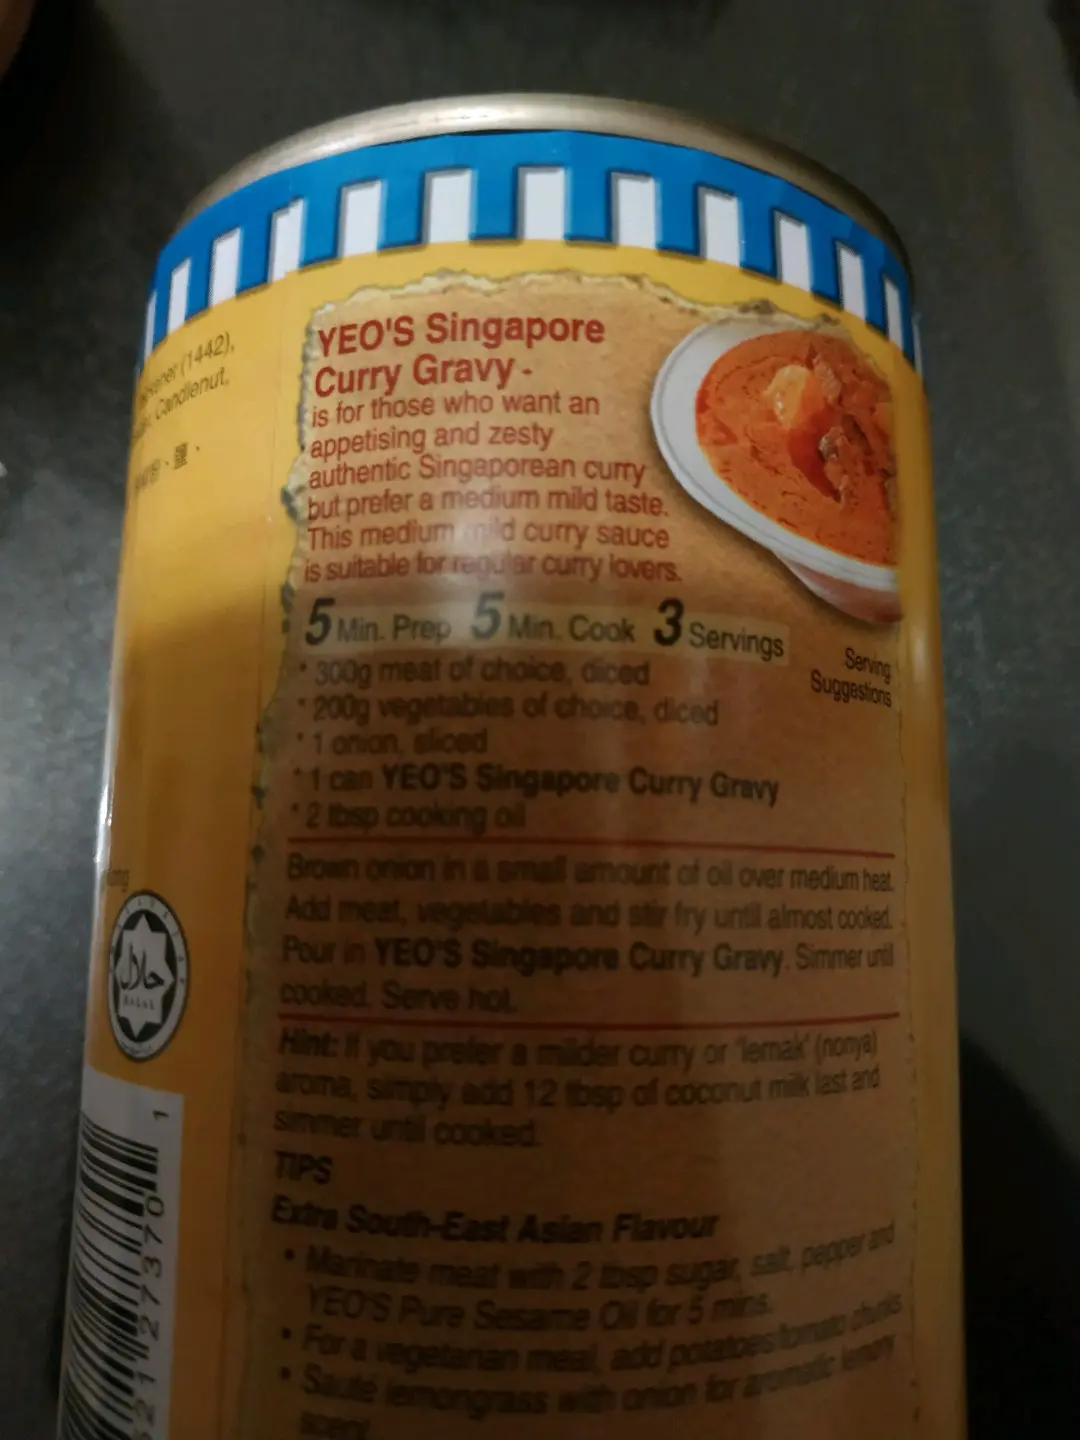 (1442),
Candlenut,
YEO'S Singapore
Curry Gravy -
is for those who want an
appetising and zesty
authentic Singaporean curry
but prefer a medium mild taste.
This medium mild curry sauce
is suitable for regular curry lovers.
5 Min. Prep 5 Min. Cook 3 Servings
Serving
Suggestions
* 300g meat of choice, diced
* 200g vegetables of choice, diced
* 1 onion, sliced
* 1 can YEO'S Singapore Curry Gravy
* 2 tbsp cooking oil
Brown onion in a small amount of oil over medium heat.
Add meat, vegetables and stir fry until almost cooked.
Pour in YEO'S Singapore Curry Gravy. Simmer until
cooked. Serve hot.
Hint: If you prefer a milder curry or 'lemak' (nonya)
aroma, simply add 12 tbsp of coconut milk last and
simmer until cooked.
TIPS
Extra South-East Asian Flavour
• Marinate meat with 2 tbsp sugar, salt, pepper and
YEO'S Pure Sesame Oil for 5 mins.
• For a vegetarian meal, add potatoes/tomato chunks
• Sauté lemongrass with onion for aromatic lemony
scent
حلال
HALAL
1
21127370